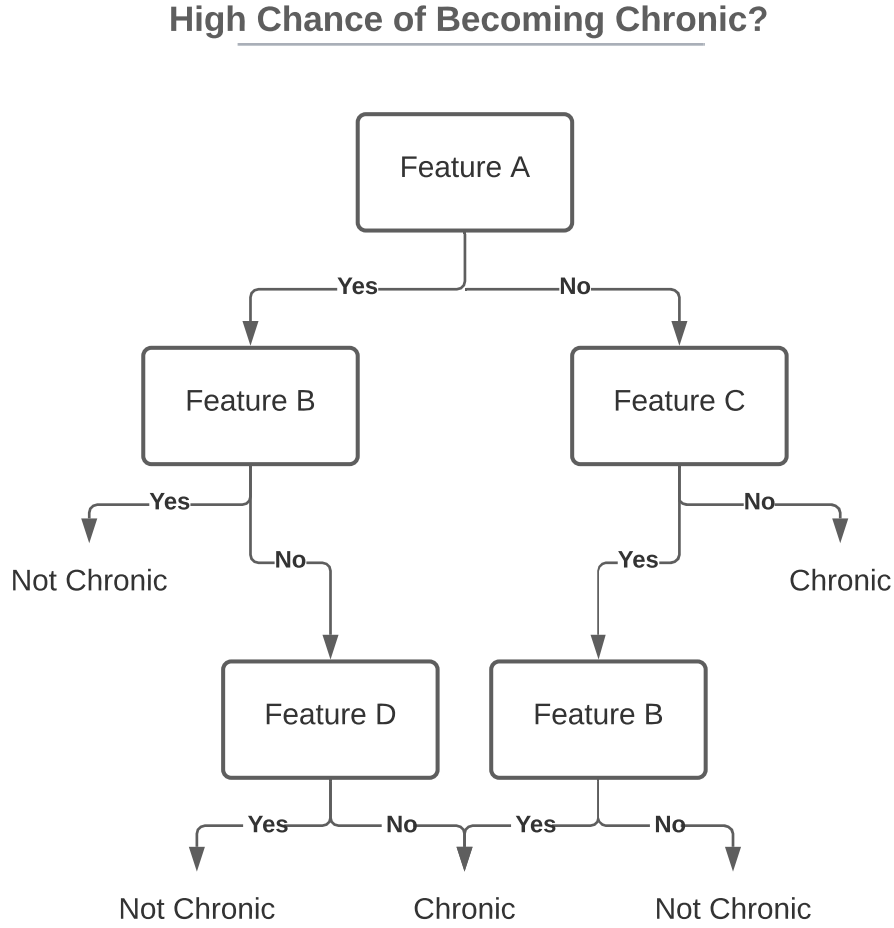 High Chance of Becoming Chronic?
Feature A
Yes
No
Feature B
Feature C
Yes
No
No
Yes
Not Chronic
Chronic
Feature D
Feature B
Yes
No
Yes
No
Not Chronic
Chronic
Not Chronic